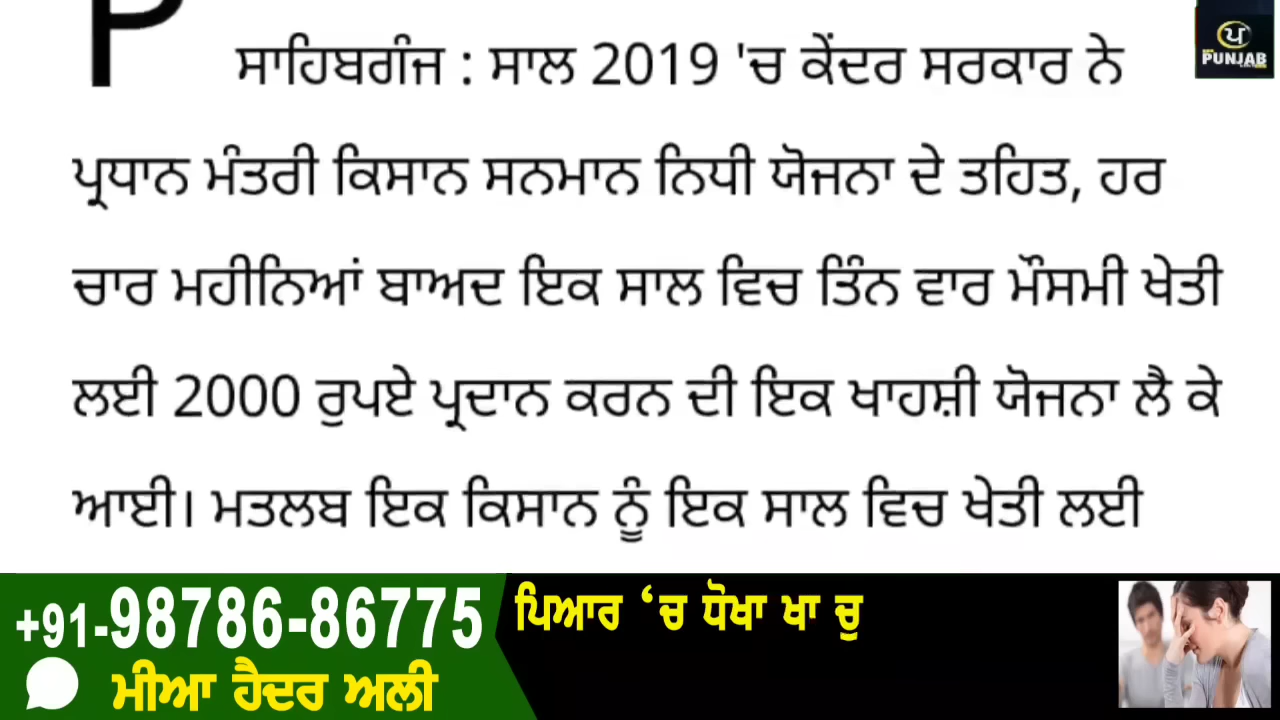 P
ਸਾਹਿਬਗੰਜ : ਸਾਲ 2019 'ਚ ਕੇਂਦਰ ਸਰਕਾਰ ਨੇ
ਪ੍ਰਧਾਨ ਮੰਤਰੀ ਕਿਸਾਨ ਸਨਮਾਨ ਨਿਧੀ ਯੋਜਨਾ ਦੇ ਤਹਿਤ, ਹਰ
ਚਾਰ ਮਹੀਨਿਆਂ ਬਾਅਦ ਇਕ ਸਾਲ ਵਿਚ ਤਿੰਨ ਵਾਰ ਮੌਸਮੀ ਖੇਤੀ
ਲਈ 2000 ਰੁਪਏ ਪ੍ਰਦਾਨ ਕਰਨ ਦੀ ਇਕ ਖਾਹਸ਼ੀ ਯੋਜਨਾ ਲੈ ਕੇ
ਆਈ। ਮਤਲਬ ਇਕ ਕਿਸਾਨ ਨੂੰ ਇਕ ਸਾਲ ਵਿਚ ਖੇਤੀ ਲਈ
ਪ
PUNJAB
+91-98786-86775
ਮੀਆ ਹੈਦਰ ਅਲੀ
ਪਿਆਰ ‘ਚ ਧੋਖਾ ਖਾ ਚੁ